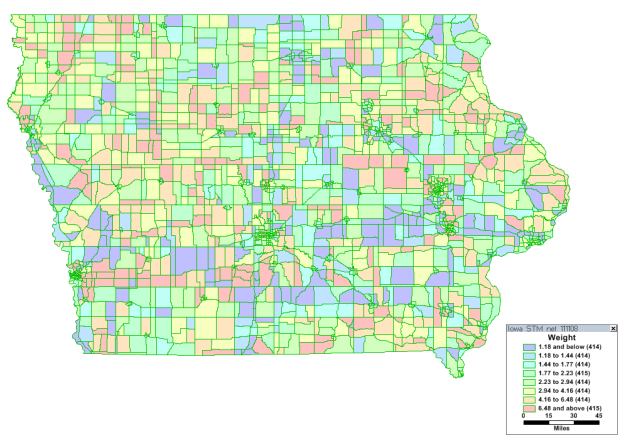 Iowa STM net 111108
Weight
1.18 and below (414)
1.18 to 1.44 (414)
1.44 to 1.77 (414)
1.77 to 2.23 (415)
2.23 to 2.94 (414)
2.94 to 4.16 (414)
4.16 to 6.48 (414)
6.48 and above (415)
0 15 30 45
Miles